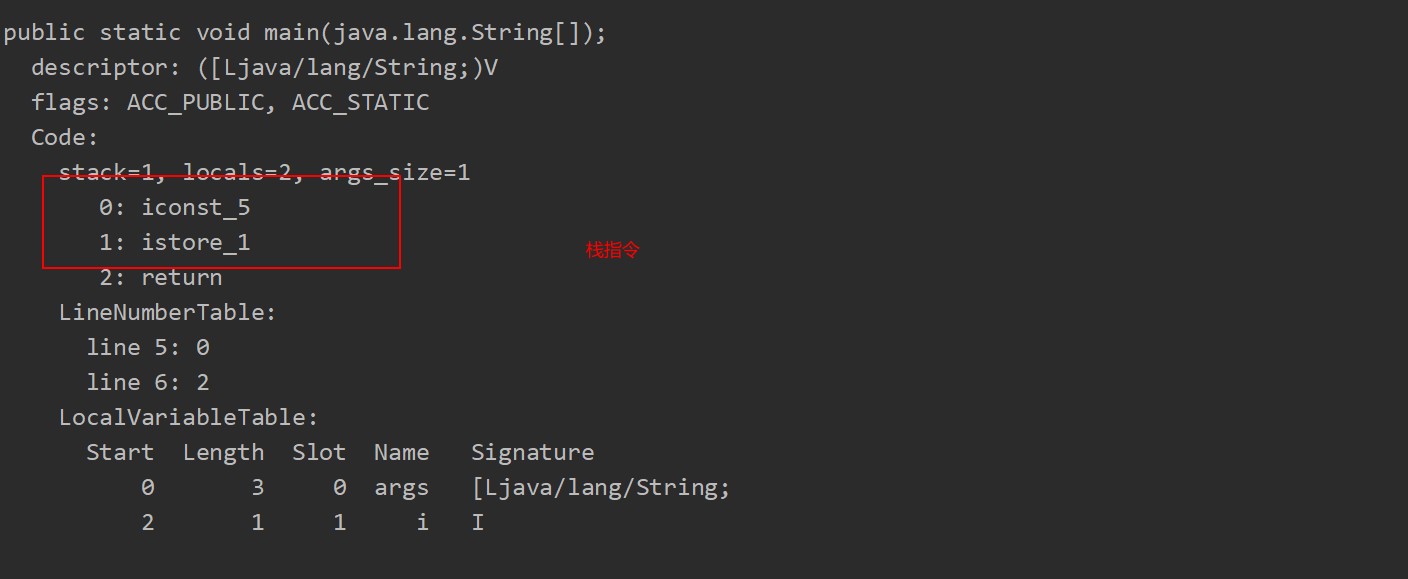 public static void main(java.lang.String[]);
descriptor: ([Ljava/lang/String;)V
flags: ACC_PUBLIC, ACC_STATIC
Code:
stack=1, locals=2, args_size=1
0: iconst_5
1: istore_1
栈指令
2: return
LineNumberTable:
line 5: 0
line 6: 2
LocalVariableTable:
Start Length Slot Name Signature
0 3 0 args [Ljava/lang/String;
2 1 1 i I